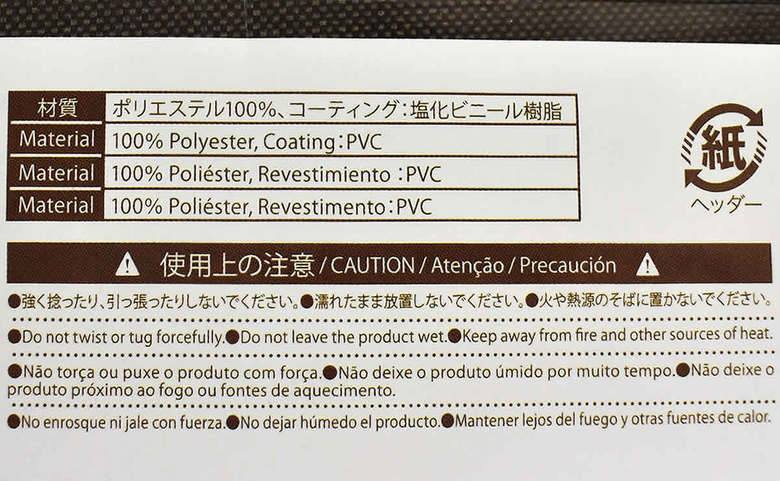 材質 ポリエステル100%、コーティング：塩化ビニール樹脂
Material 100% Polyester, Coating：PVC
Material 100% Poliéster, Revestimiento：PVC
Material 100% Poliéster, Revestimento：PVC
紙
ヘッダー
使用上の注意 / CAUTION / Atenção / Precaución
●強く捻ったり、引っ張ったりしないでください。●濡れたまま放置しないでください。●火や熱源のそばに置かないでください。
●Do not twist or tug forcefully.●Do not leave the product wet.●Keep away from fire and other sources of heat.
●Não torça ou puxe o produto com força.●Não deixe o produto úmido por muito tempo.●Não deixe o
produto próximo ao fogo ou fontes de aquecimento.
●No enrosque ni jale con fuerza.●No dejar húmedo el producto.●Mantener lejos del fuego y otras fuentes de calor.